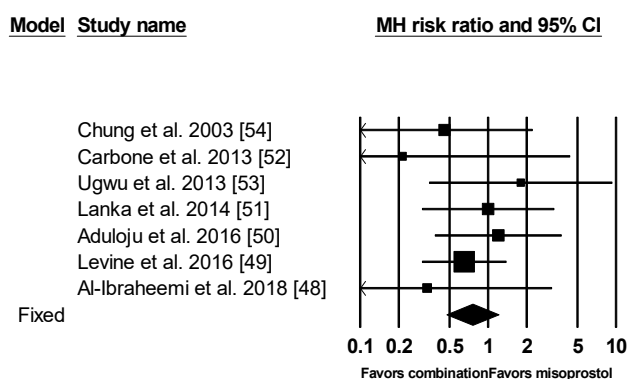 Model Study name MH risk ratio and 95% CI
Chung et al. 2003 [54]
Carbone et al. 2013 [52]
Ugwu et al. 2013 [53]
Lanka et al. 2014 [51]
Aduloju et al. 2016 [50]
Levine et al. 2016 [49]
Al-Ibraheemi et al. 2018 [48]
Fixed
0.1 0.2 0.5 1 2 5 10
Favors combinationFavors misoprostol